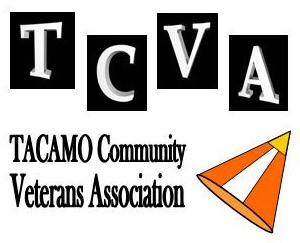 TCVA
TACAMO Community
Veterans Association